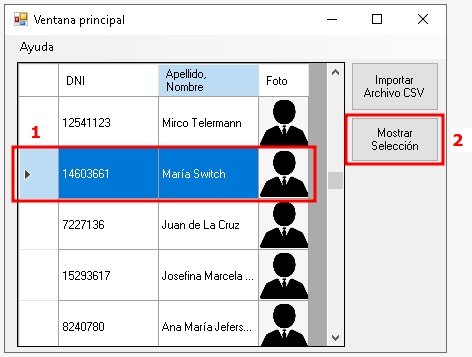 Ventana principal
Ayuda
DNI
Apellido,
Nombre
Foto
12541123
Mirco Telermann
1
14603661
María Switch
7227136
Juan de La Cruz
15293617
Josefina Marcela ...
8240780
Ana María Jefers...
Importar
Archivo CSV
Mostrar
Selección
2